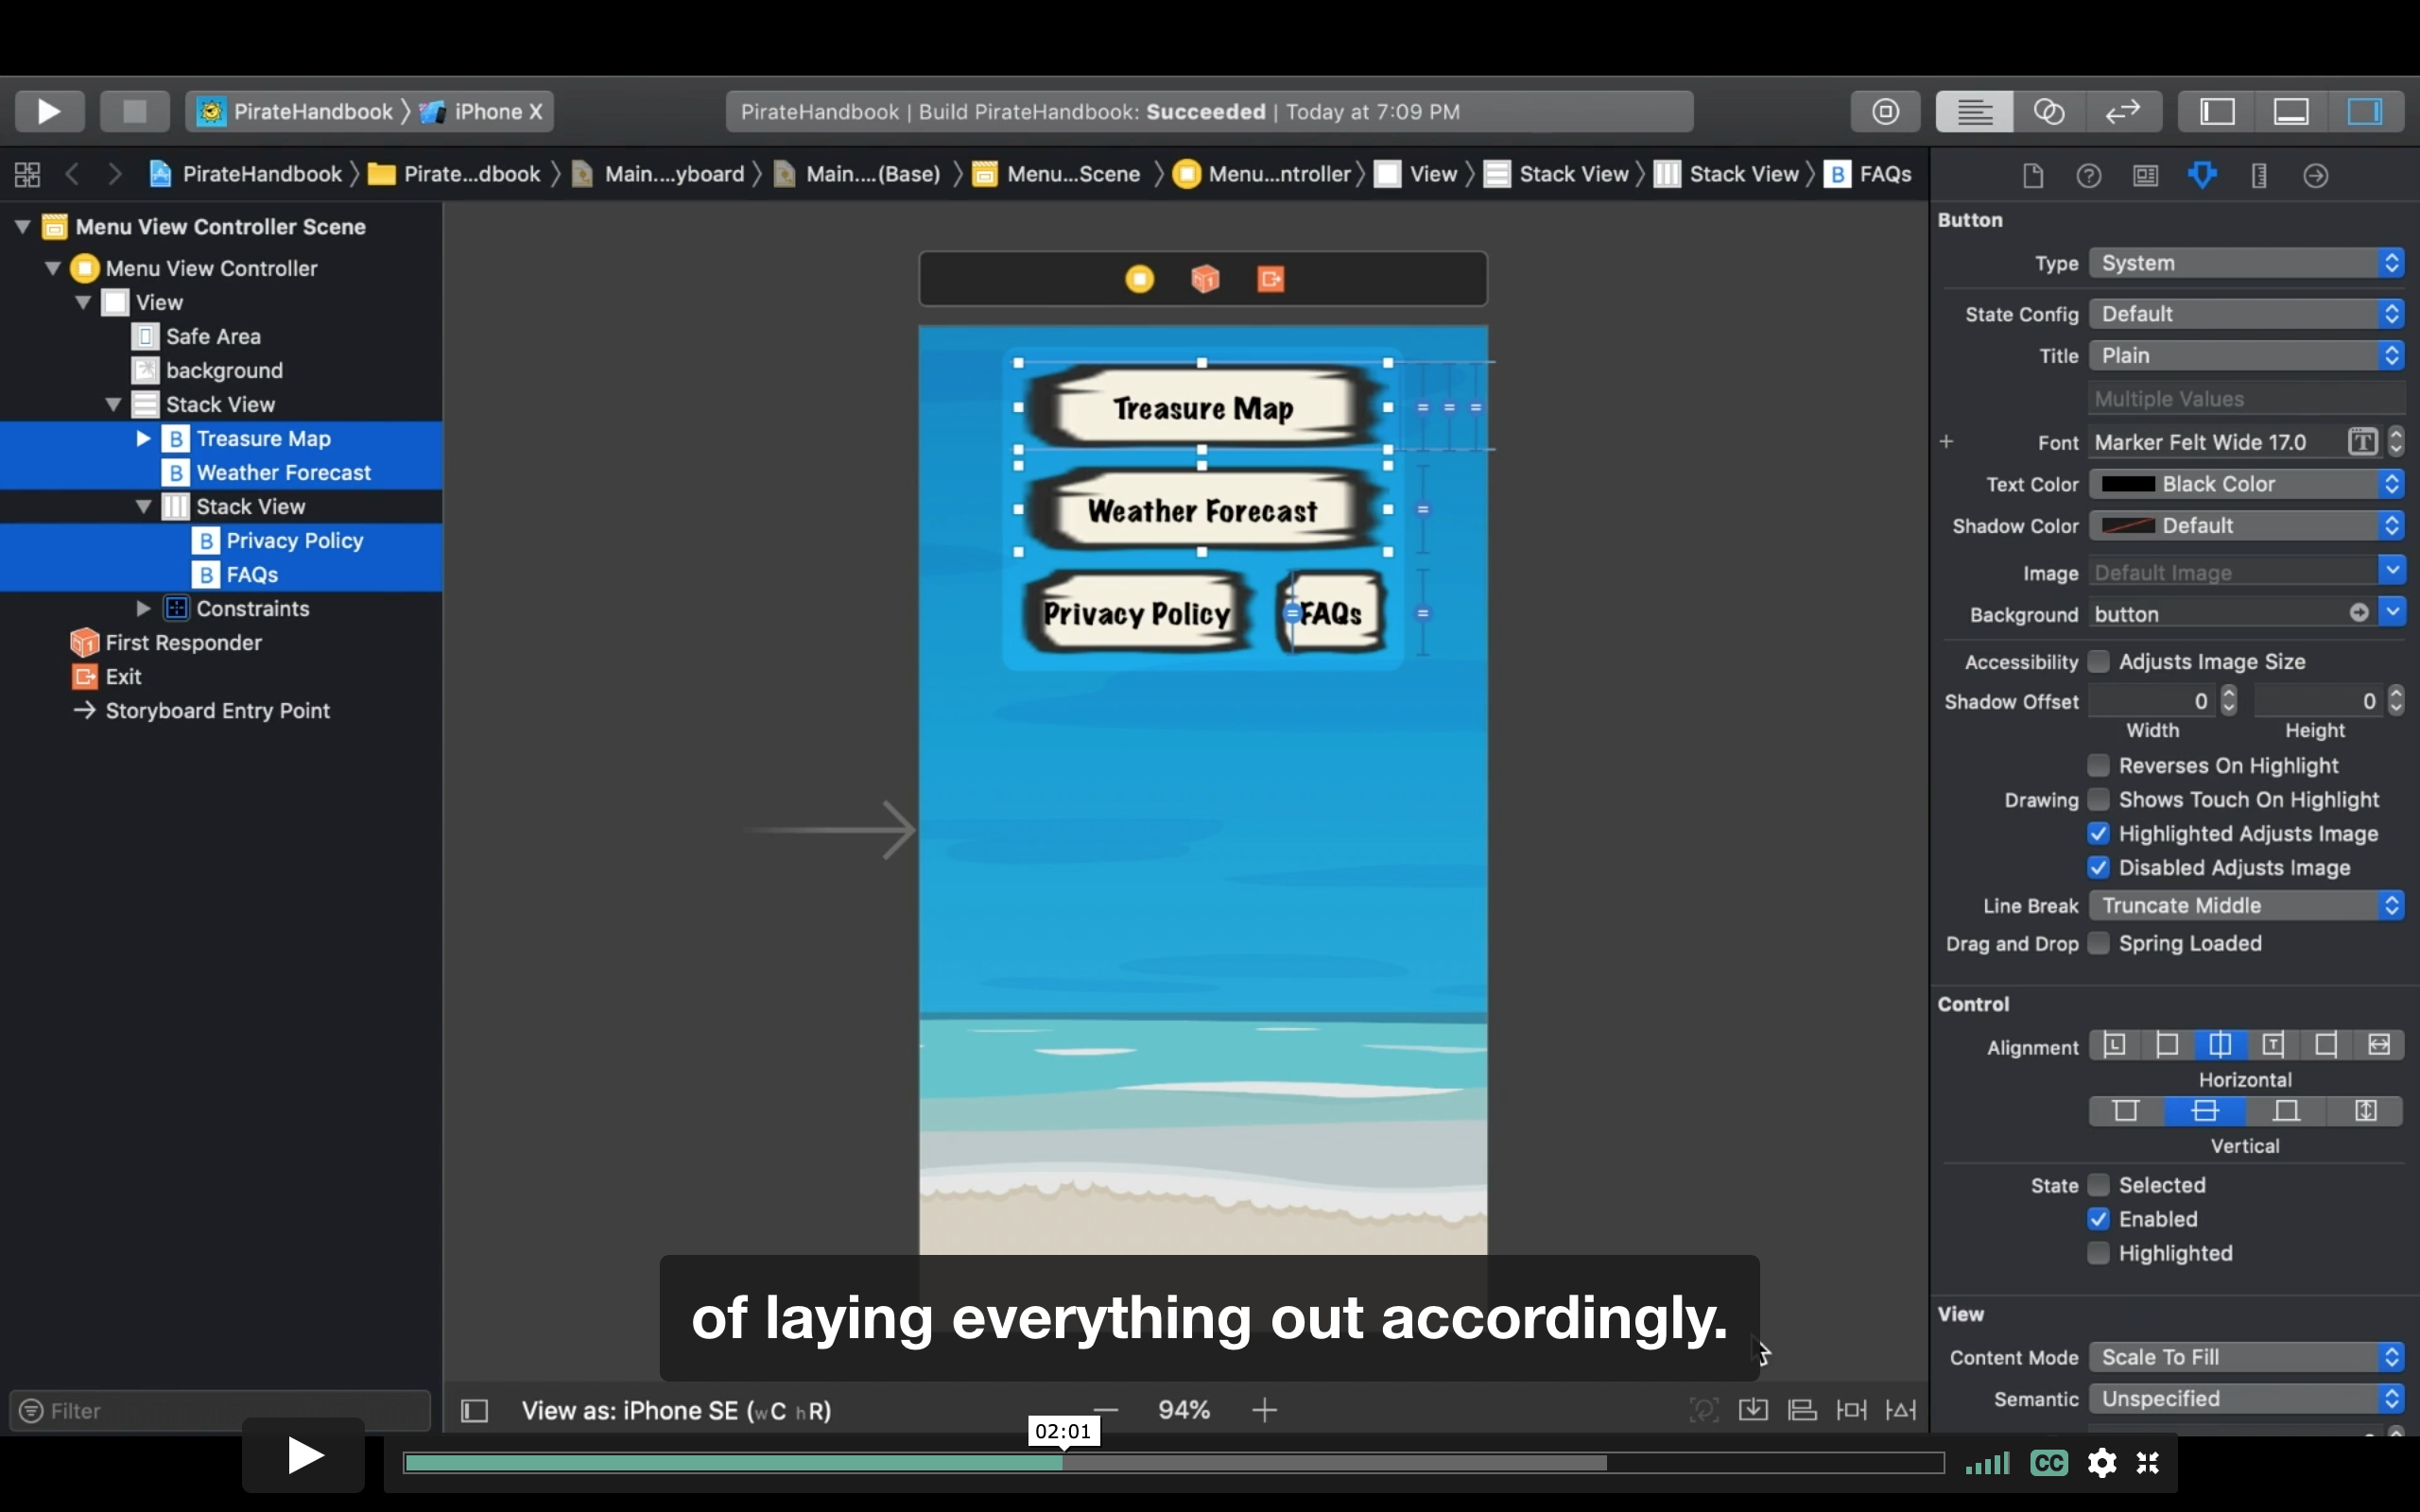 PirateHandbook 〉 iPhone X
PirateHandbook | Build PirateHandbook: Succeeded | Today at 7:09 PM
PirateHandbook 〉 Pirate...dbook 〉 Main....yboard 〉 Main....(Base) 〉 Menu...Scene 〉 Menu...ntroller 〉 View 〉 Stack View 〉 Stack View 〉 B FAQs
Menu View Controller Scene
Menu View Controller
View
Safe Area
background
Stack View
B Treasure Map
B Weather Forecast
Stack View
B Privacy Policy
B FAQs
Constraints
First Responder
Exit
Storyboard Entry Point
Filter
Treasure Map
Weather Forecast
Privacy Policy
FAQs
of laying everything out accordingly.
View as: iPhone SE (wC hR)
94%
Button
Type System
State Config Default
Title Plain
Multiple Values
+ Font Marker Felt Wide 17.0 T
Text Color Black Color
Shadow Color Default
Image Default Image
Background button
Accessibility Adjusts Image Size
Shadow Offset 0 0
Width Height
Reverses On Highlight
Drawing Shows Touch On Highlight
Highlighted Adjusts Image
Disabled Adjusts Image
Line Break Truncate Middle
Drag and Drop Spring Loaded
Control
Alignment
Horizontal
Vertical
State Selected
Enabled
Highlighted
View
Content Mode Scale To Fill
Semantic Unspecified
02:01
CC